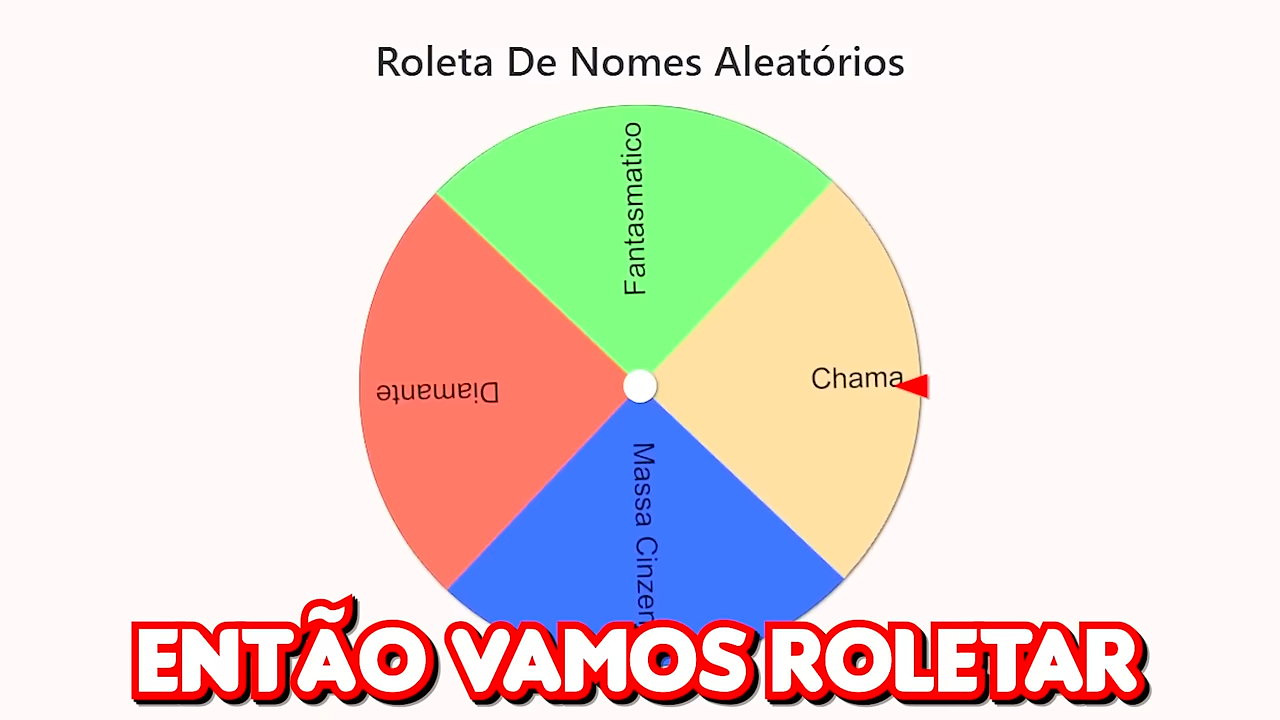 Roleta De Nomes Aleatórios
Fantasmatico
Chama
Diamante
Massa
ENTÃO VAMOS ROLETAR